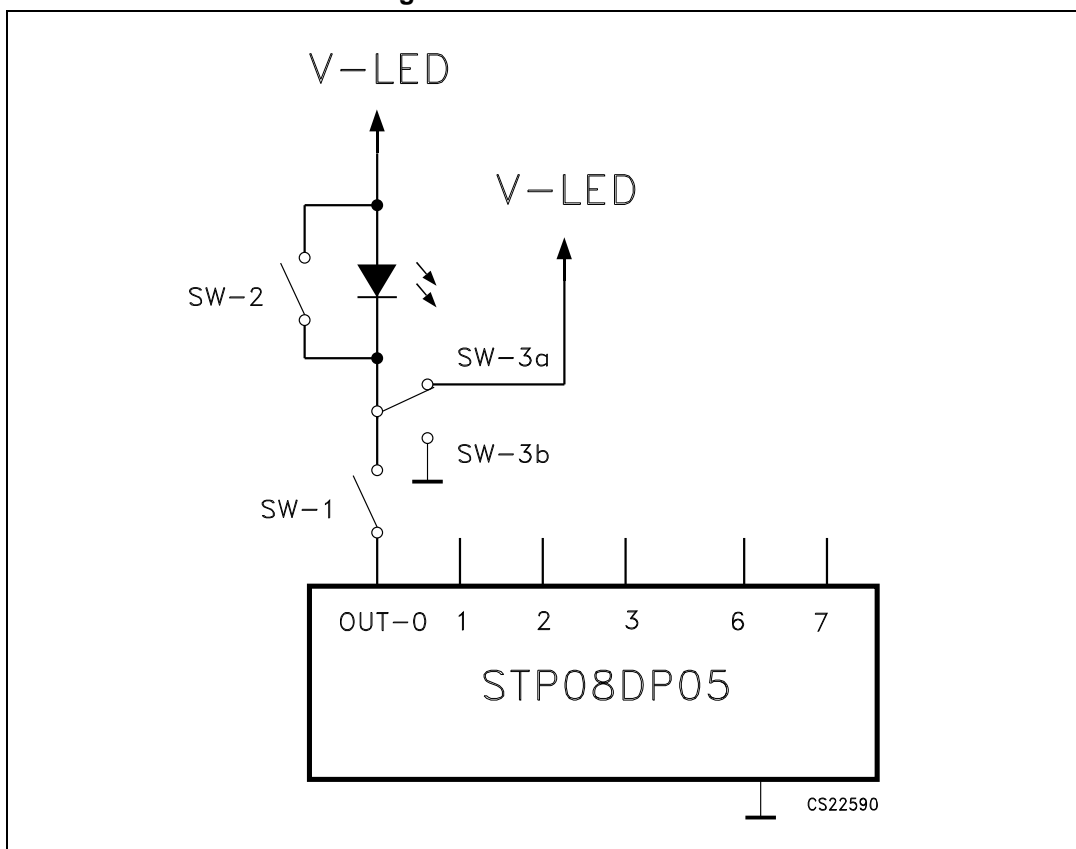 V-LED
V-LED
SW-2
SW-3a
SW-3b
SW-1
OUT-0 1 2 3 6 7
STP08DP05
CS22590